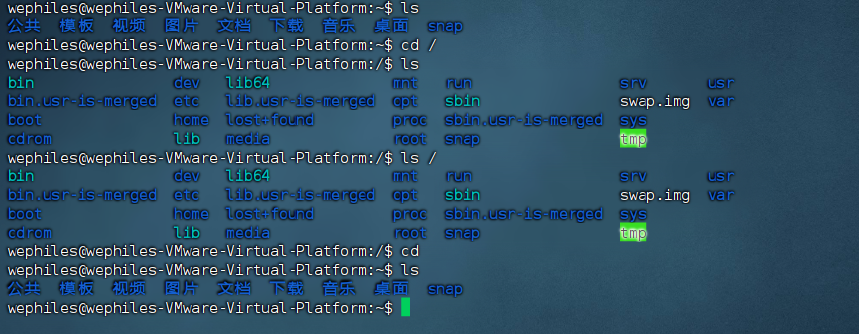 wephiles@wephiles-VMware-Virtual-Platform:~$ ls
公共 模板 视频 图片 文档 下载 音乐 桌面 snap
wephiles@wephiles-VMware-Virtual-Platform:~$ cd /
wephiles@wephiles-VMware-Virtual-Platform:/$ ls
bin dev lib64 mnt run srv usr
bin.usr-is-merged etc lib.usr-is-merged opt sbin swap.img var
boot home lost+found proc sbin.usr-is-merged sys
cdrom lib media root snap tmp
wephiles@wephiles-VMware-Virtual-Platform:/$ ls /
bin dev lib64 mnt run srv usr
bin.usr-is-merged etc lib.usr-is-merged opt sbin swap.img var
boot home lost+found proc sbin.usr-is-merged sys
cdrom lib media root snap tmp
wephiles@wephiles-VMware-Virtual-Platform:/$ cd
wephiles@wephiles-VMware-Virtual-Platform:~$ ls
公共 模板 视频 图片 文档 下载 音乐 桌面 snap
wephiles@wephiles-VMware-Virtual-Platform:~$